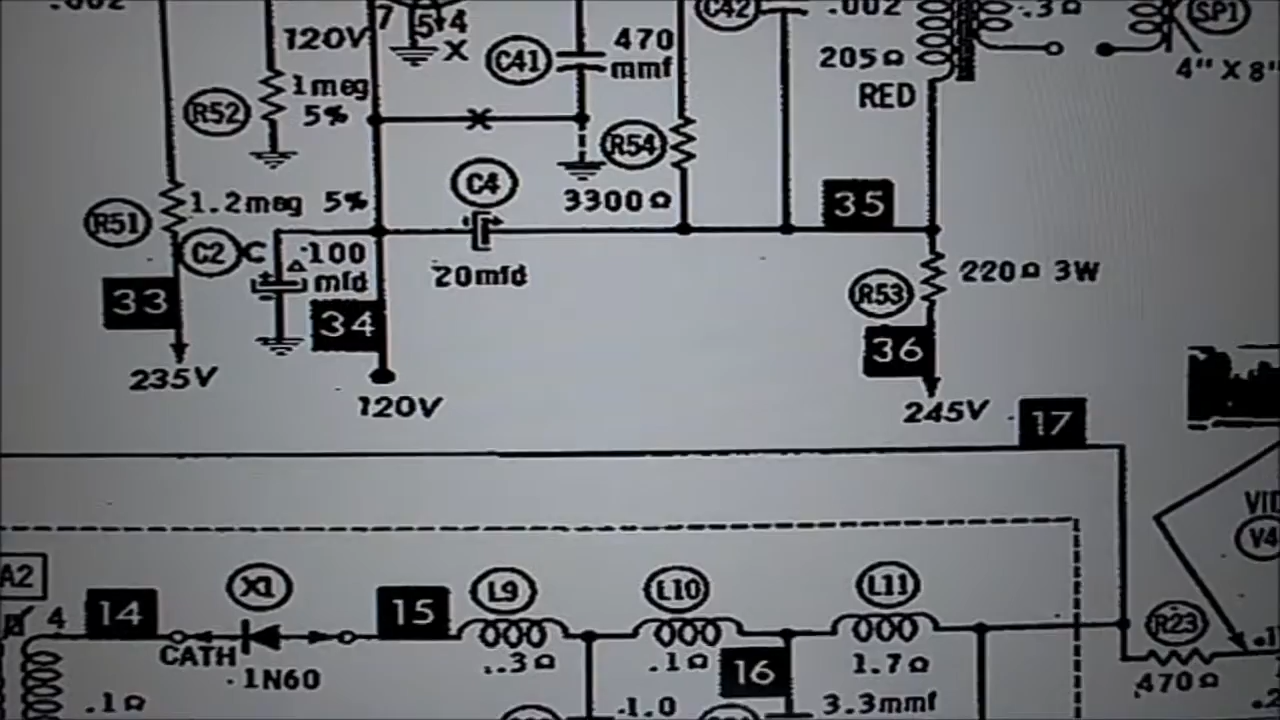 .002
7
5
4
120V
X
C41
470
mmf
C42
.002
.3Ω
SP1
205Ω
4" X 8"
RED
R52
1meg
5%
X
R54
C4
3300Ω
35
R51
1.2meg 5%
C2
C
100
mfd
20mfd
R53
220Ω 3W
33
34
36
235V
120V
245V
17
VID
V4
A2
4
14
X1
15
L9
L10
L11
R23
CATH
1N60
.3Ω
.1Ω
16
1.7Ω
470Ω
.1Ω
1.0
3.3mmf